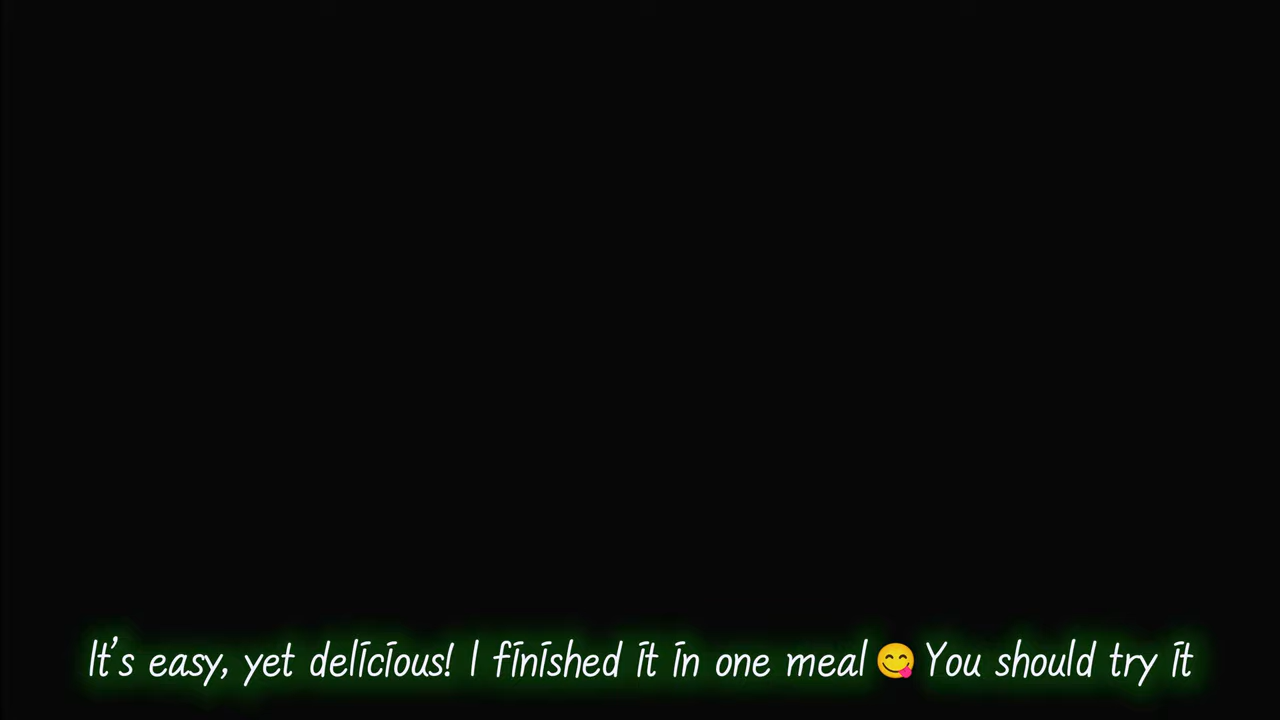 It's easy, yet delicious! I finished it in one meal😋You should try it